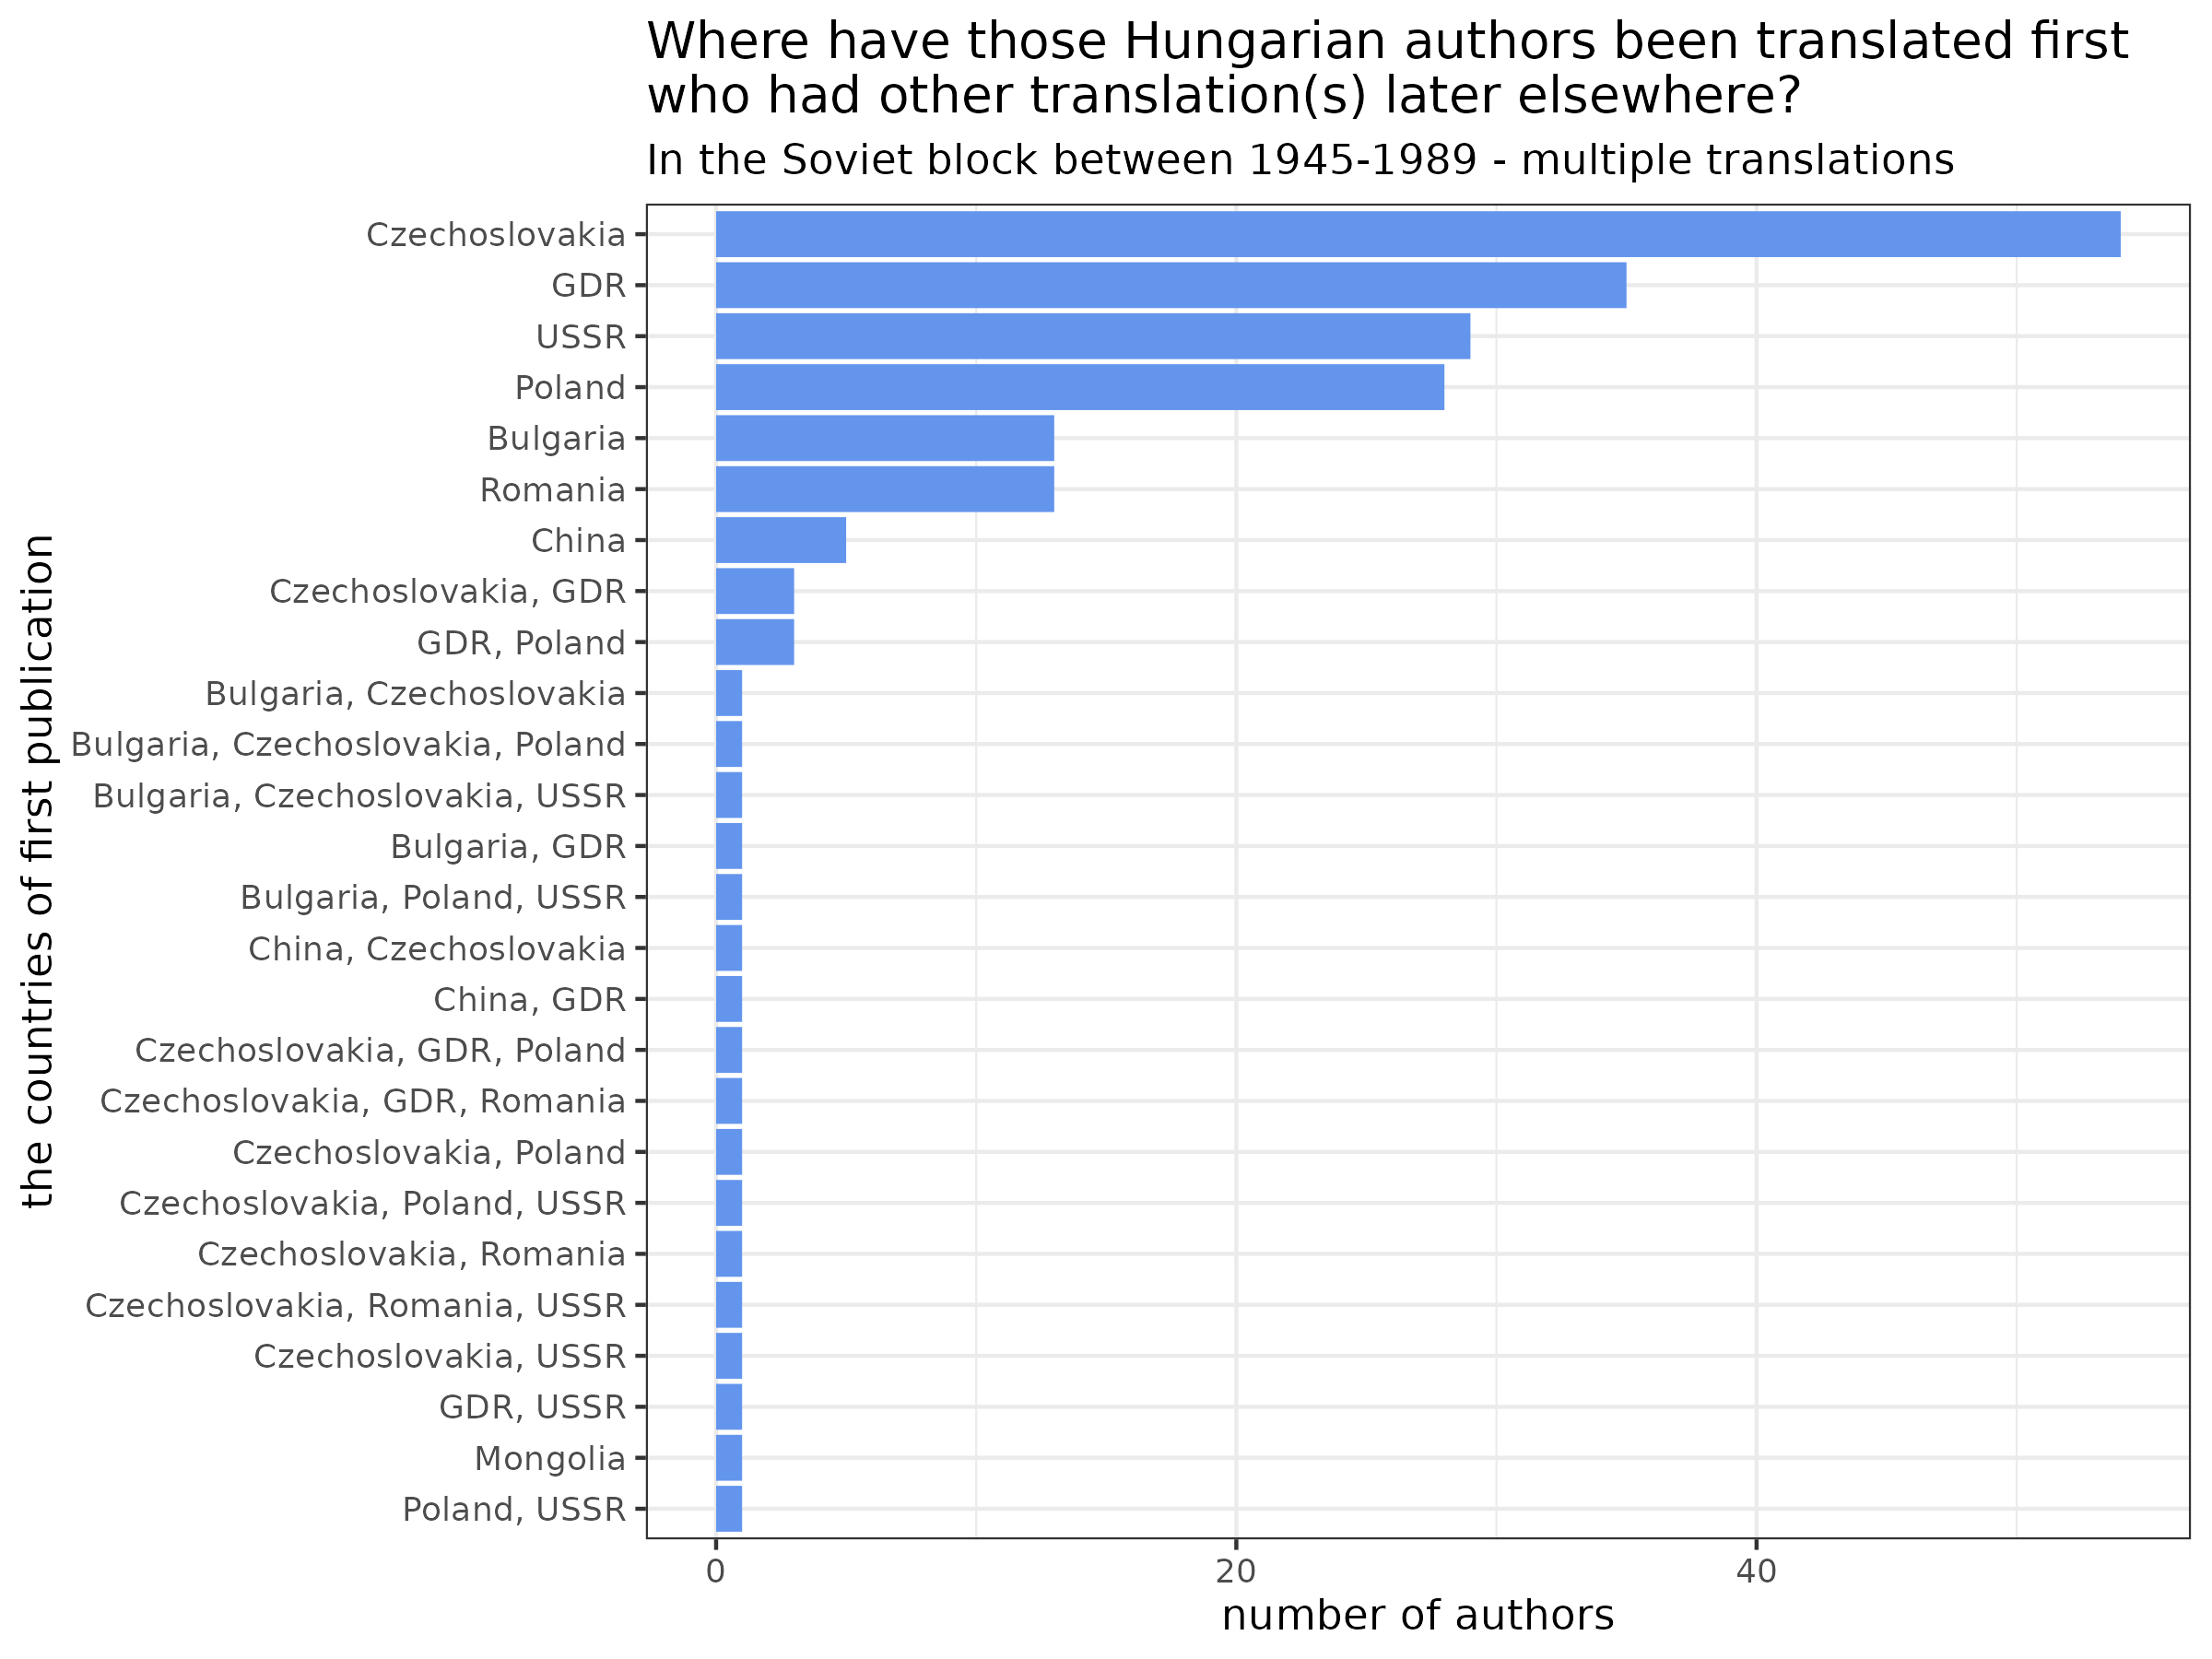 Where have those Hungarian authors been translated first
who had other translation(s) later elsewhere?
In the Soviet block between 1945-1989 - multiple translations
the countries of first publication
Czechoslovakia
GDR
USSR
Poland
Bulgaria
Romania
China
Czechoslovakia, GDR
GDR, Poland
Bulgaria, Czechoslovakia
Bulgaria, Czechoslovakia, Poland
Bulgaria, Czechoslovakia, USSR
Bulgaria, GDR
Bulgaria, Poland, USSR
China, Czechoslovakia
China, GDR
Czechoslovakia, GDR, Poland
Czechoslovakia, GDR, Romania
Czechoslovakia, Poland
Czechoslovakia, Poland, USSR
Czechoslovakia, Romania
Czechoslovakia, Romania, USSR
Czechoslovakia, USSR
GDR, USSR
Mongolia
Poland, USSR
0 20 40
number of authors